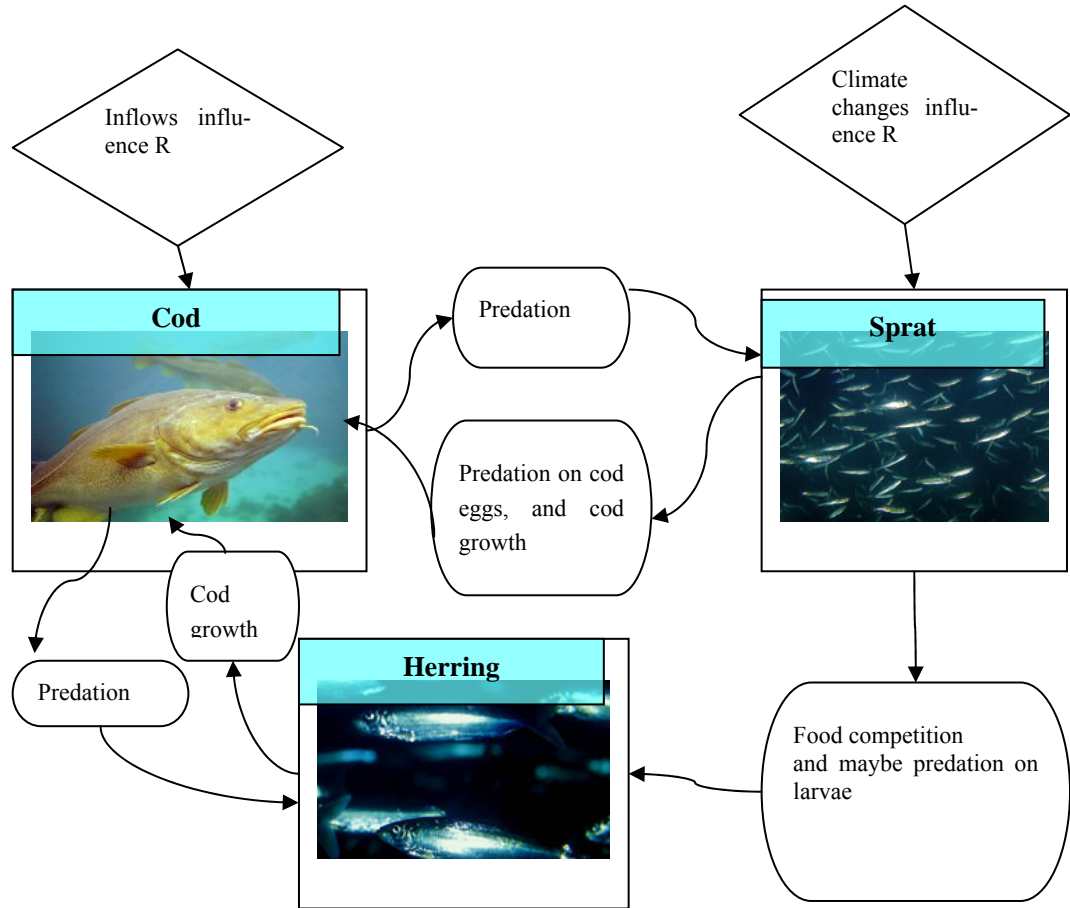 Inflows influ-
ence R
Climate
changes influ-
ence R
Cod
Predation
Sprat
Predation on cod
eggs, and cod
growth
Cod
growth
Herring
Predation
Food competition
and maybe predation on
larvae